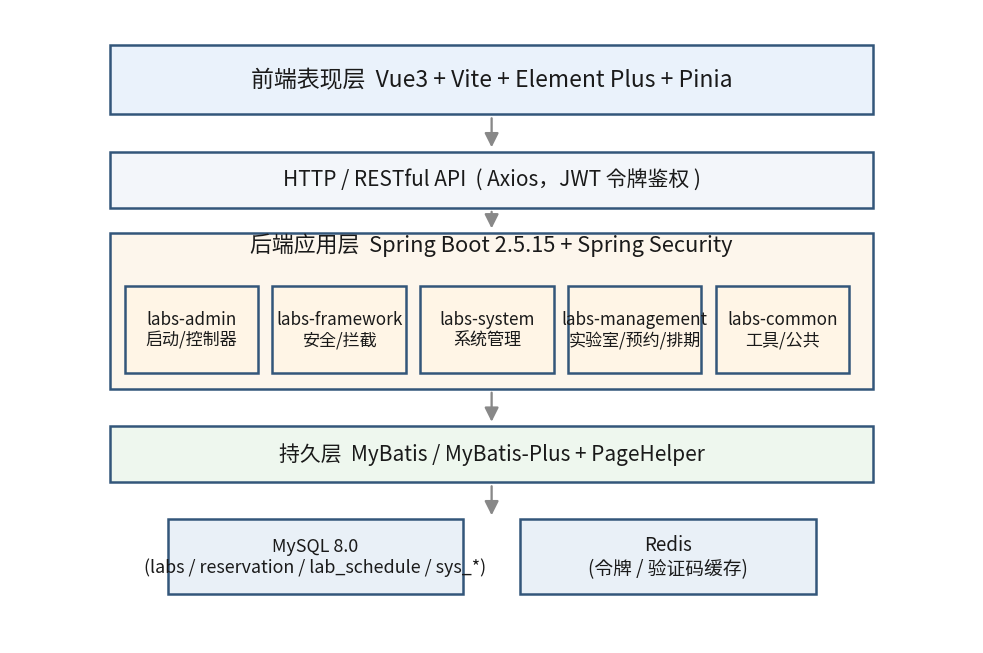 前端表现层 Vue3 + Vite + Element Plus + Pinia
HTTP / RESTful API ( Axios，JWT 令牌鉴权 )
后端应用层 Spring Boot 2.5.15 + Spring Security
labs-admin
启动/控制器
labs-framework
安全/拦截
labs-system
系统管理
labs-management
实验室/预约/排期
labs-common
工具/公共
持久层 MyBatis / MyBatis-Plus + PageHelper
MySQL 8.0
(labs / reservation / lab_schedule / sys_*)
Redis
(令牌 / 验证码缓存)